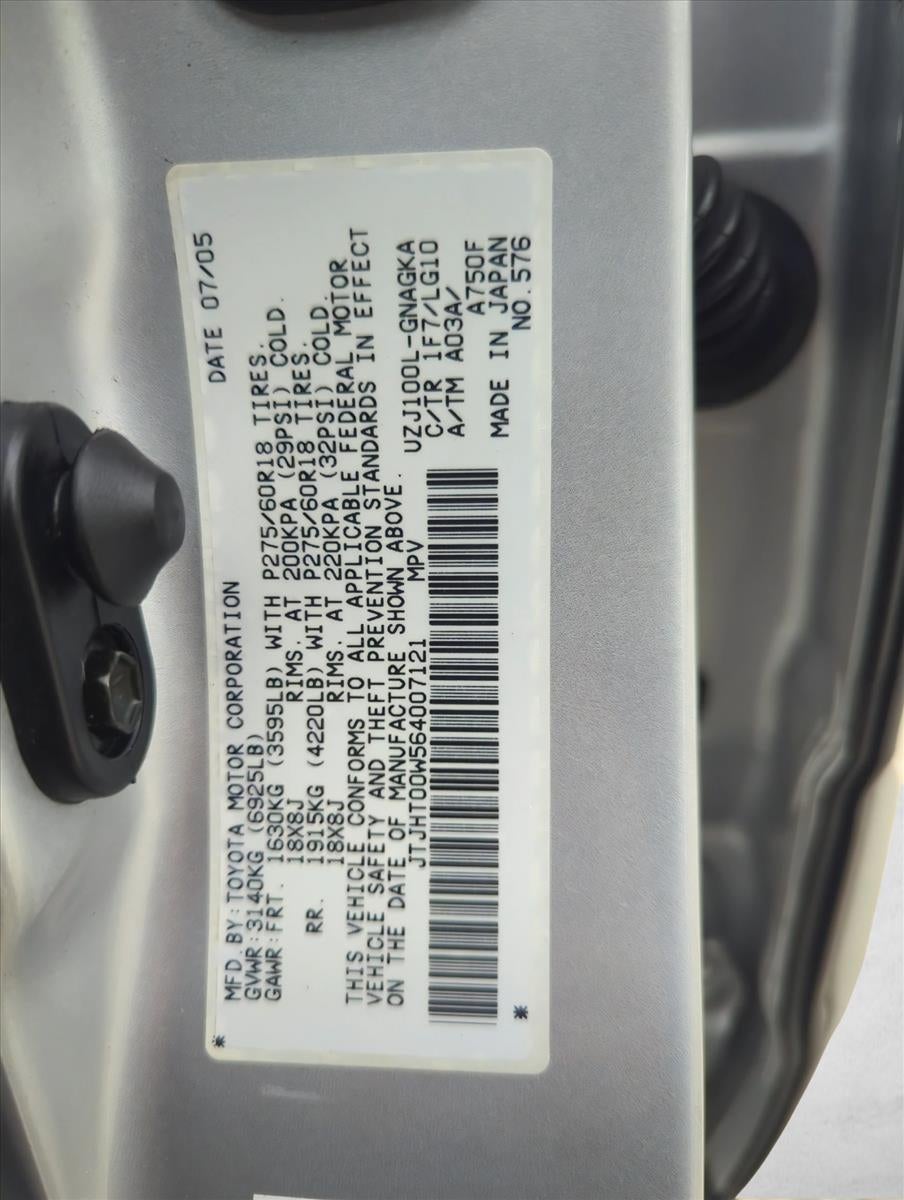 DATE 07/05
MFD.BY:TOYOTA MOTOR CORPORATION
GVWR:3140KG (6925LB)
GAWR:FRT. 1630KG (3595LB) WITH P275/60R18 TIRES.
18X8J RIMS. AT 200KPA (29PSI) COLD.
RR. 1915KG (4220LB) WITH P275/60R18 TIRES.
18X8J RIMS. AT 220KPA (32PSI) COLD.
THIS VEHICLE CONFORMS TO ALL APPLICABLE FEDERAL MOTOR
VEHICLE SAFETY AND THEFT PREVENTION STANDARDS IN EFFECT
ON THE DATE OF MANUFACTURE SHOWN ABOVE.
JTJHT00W564007121 MPV
UZJ100L-GNAGKA
C/TR 1F7/LG10
A/TM A03A/
A750F
MADE IN JAPAN
NO.576